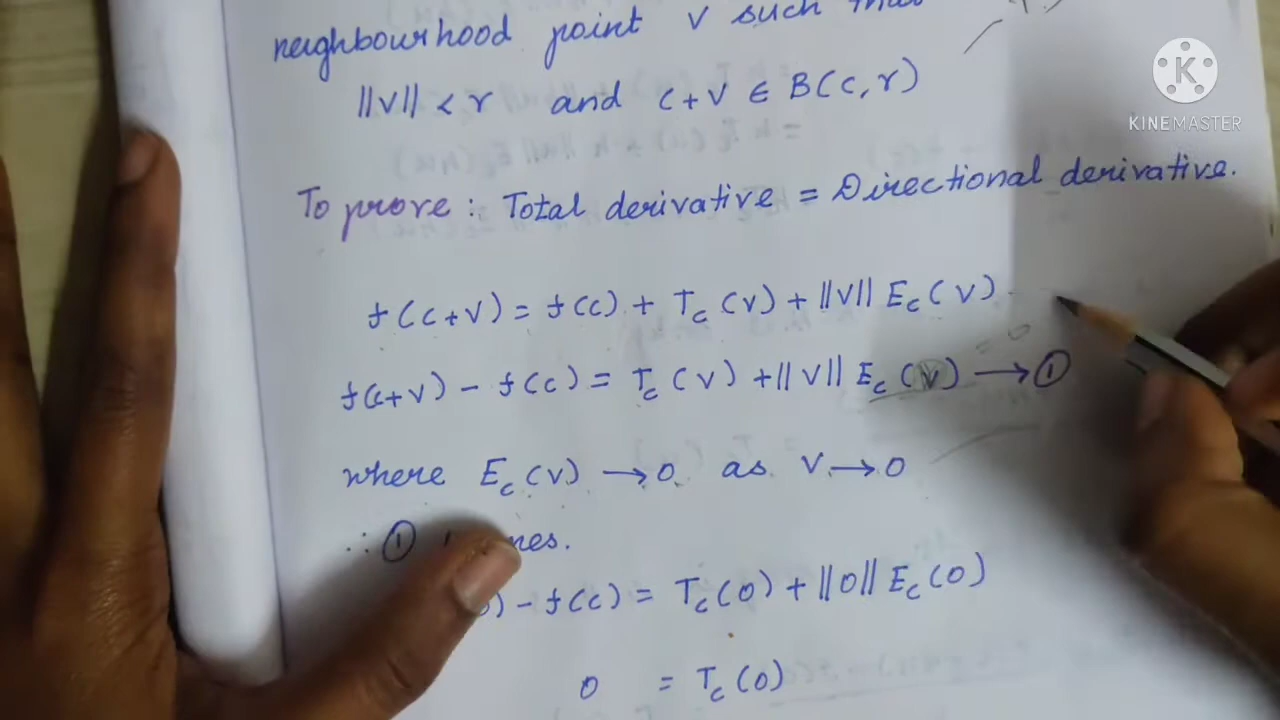 neighbourhood point v such that
KINEMASTER
||v|| < r and c+v ∈ B(c,r)
To prove: Total derivative = Directional derivative.
f(c+v) = f(c) + T_c(v) + ||v|| E_c(v)
= 0
f(c+v) - f(c) = T_c(v) + ||v|| E_c(v) → ①
where E_c(v) → 0 as v → 0
∴ ①
) - f(c) = T_c(0) + ||0|| E_c(0)
0 = T_c(0)